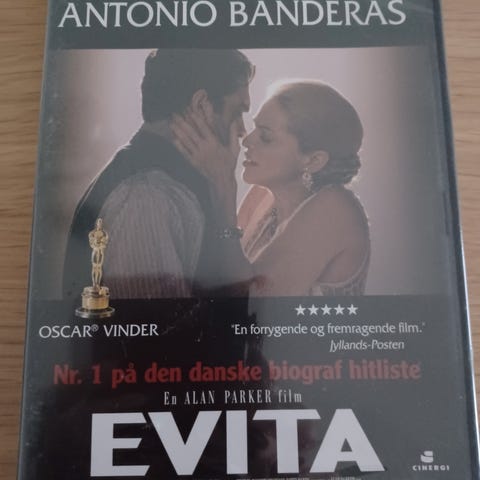 ANTONIO BANDERAS
OSCAR® VINDER
★★★★★
"En forrygende og fremragende film."
Jyllands-Posten
Nr. 1 på den danske biograf hitliste
En ALAN PARKER film
EVITA
CINERGI